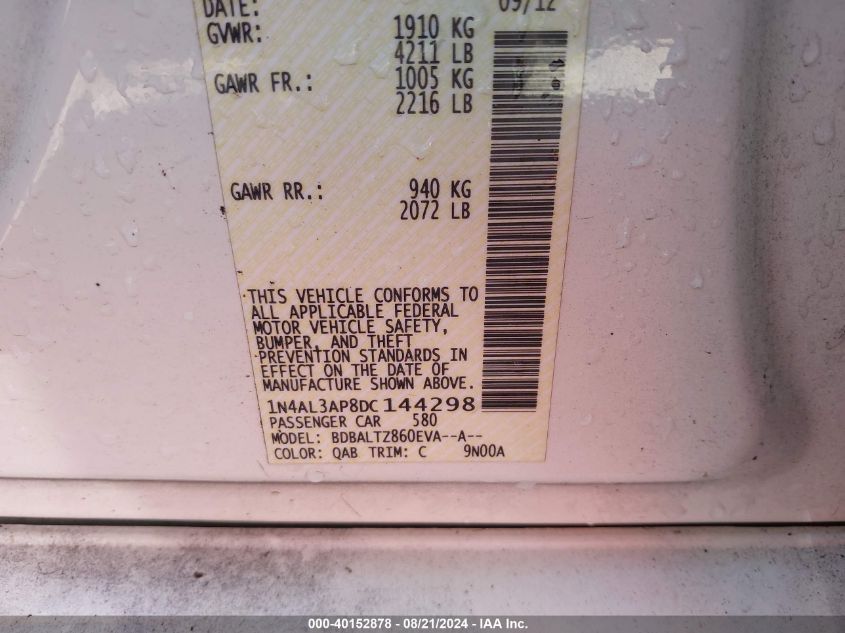 DATE: 09/12
GVWR: 1910 KG
4211 LB
GAWR FR.: 1005 KG
2216 LB
GAWR RR.: 940 KG
2072 LB
THIS VEHICLE CONFORMS TO
ALL APPLICABLE FEDERAL
MOTOR VEHICLE SAFETY,
BUMPER, AND THEFT
PREVENTION STANDARDS IN
EFFECT ON THE DATE OF
MANUFACTURE SHOWN ABOVE.
1N4AL3AP8DC144298
PASSENGER CAR 580
MODEL: BDBALTZ860EVA--A--
COLOR: QAB TRIM: C 9N00A
000-40152878 - 08/21/2024 - IAA Inc.